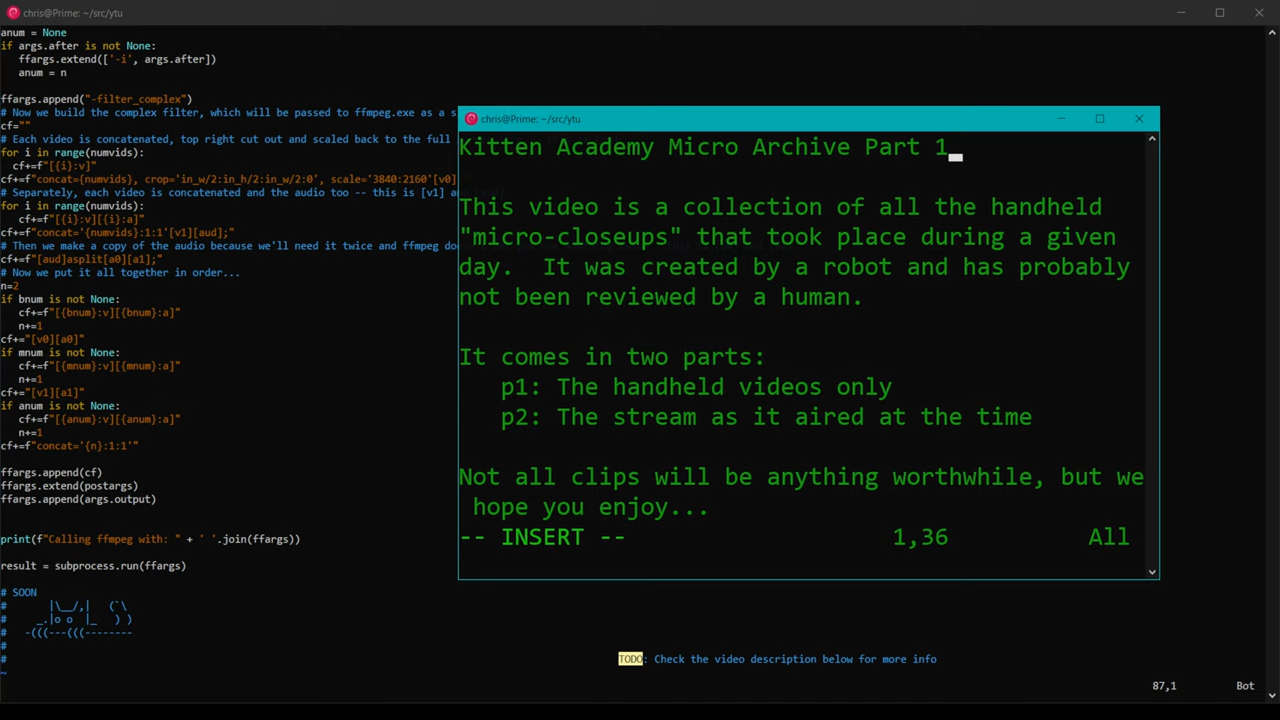 chris@Prime: ~/src/ytu
anum = None
if args.after is not None:
  ffargs.extend(['-i', args.after])
  anum = n

ffargs.append("-filter_complex")
# Now we build the complex filter, which will be passed to ffmpeg.exe as a s
cf=""
# Each video is concatenated, top right cut out and scaled back to the full
for i in range(numvids):
  cf+=f"[{i}:v]"
cf+=f"concat={numvids}, crop='in_w/2:in_h/2:in_w/2:0', scale='3840:2160'[v0]
# Separately, each video is concatenated and the audio too -- this is [v1] a
for i in range(numvids):
  cf+=f"[{i}:v][{i}:a]"
cf+=f"concat='{numvids}:1:1'[v1][aud];"
# Then we make a copy of the audio because we'll need it twice and ffmpeg do
cf+=f"[aud]asplit[a0][a1];"
# Now we put it all together in order...
n=2
if bnum is not None:
  cf+=f"[{bnum}:v][{bnum}:a]"
  n+=1
cf+="[v0][a0]"
if mnum is not None:
  cf+=f"[{mnum}:v][{mnum}:a]"
  n+=1
cf+="[v1][a1]"
if anum is not None:
  cf+=f"[{anum}:v][{anum}:a]"
  n+=1
cf+=f"concat='{n}:1:1'"

ffargs.append(cf)
ffargs.extend(postargs)
ffargs.append(args.output)

print(f"Calling ffmpeg with: " + ' '.join(ffargs))

result = subprocess.run(ffargs)

# SOON
#      |\__/,|   (`\
#    _.|o o  |_   ) )
#  -(((---(((--------
#
#
~
chris@Prime: ~/src/ytu
Kitten Academy Micro Archive Part 1

This video is a collection of all the handheld
"micro-closeups" that took place during a given
day.  It was created by a robot and has probably
not been reviewed by a human.

It comes in two parts:
   p1: The handheld videos only
   p2: The stream as it aired at the time

Not all clips will be anything worthwhile, but we
 hope you enjoy...
-- INSERT -- 1,36 All
TODO: Check the video description below for more info
87,1 Bot